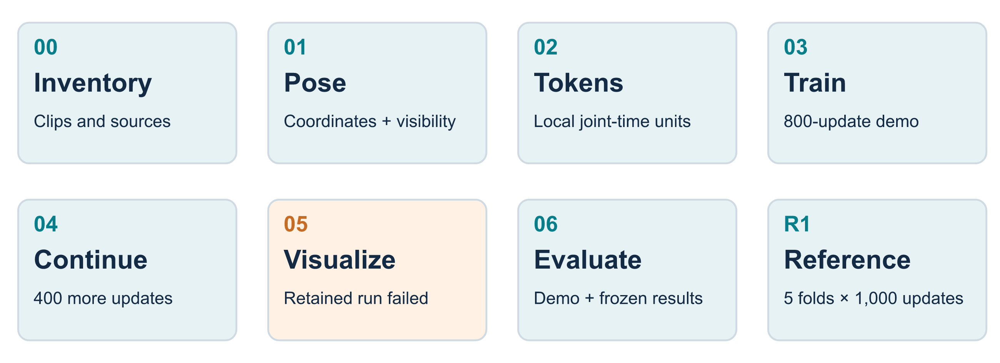 00
Inventory
Clips and sources
01
Pose
Coordinates + visibility
02
Tokens
Local joint-time units
03
Train
800-update demo
04
Continue
400 more updates
05
Visualize
Retained run failed
06
Evaluate
Demo + frozen results
R1
Reference
5 folds × 1,000 updates